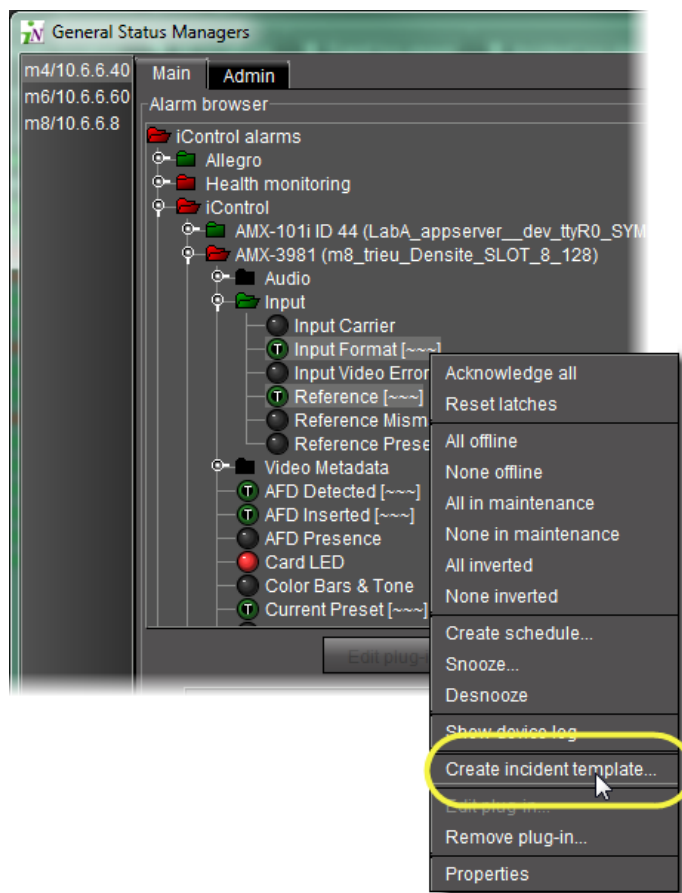 iN General Status Managers
m4/10.6.6.40
m6/10.6.6.60
m8/10.6.6.8
Main Admin
Alarm browser
iControl alarms
Allegro
Health monitoring
iControl
AMX-101i ID 44 (LabA_appserver__dev_ttyR0_SYM
AMX-3981 (m8_trieu_Densite_SLOT_8_128)
Audio
Input
Input Carrier
T Input Format [~~~]
Input Video Error
T Reference [~~~]
Reference Mism
Reference Prese
Video Metadata
T AFD Detected [~~~]
T AFD Inserted [~~~]
AFD Presence
Card LED
Color Bars & Tone
T Current Preset [~~~]
Edit plug-
Acknowledge all
Reset latches
All offline
None offline
All in maintenance
None in maintenance
All inverted
None inverted
Create schedule...
Snooze...
Desnooze
Show device log
Create incident template...
Edit plug-in...
Remove plug-in...
Properties